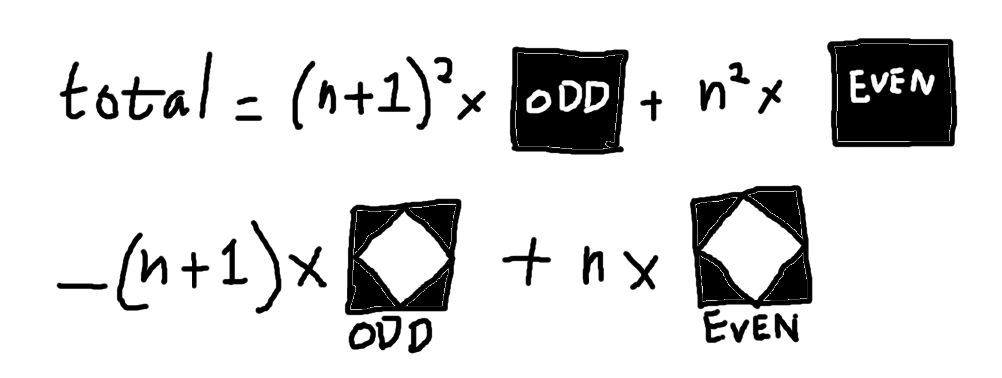 total = (n+1)² × ODD + n² × EVEN
–(n+1) × ODD + n × EVEN